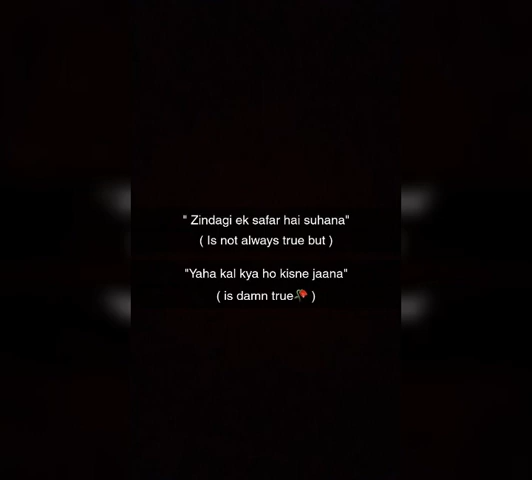 " Zindagi ek safar hai suhana"
( Is not always true but )
"Yaha kal kya ho kisne jaana"
( is damn true🥀 )